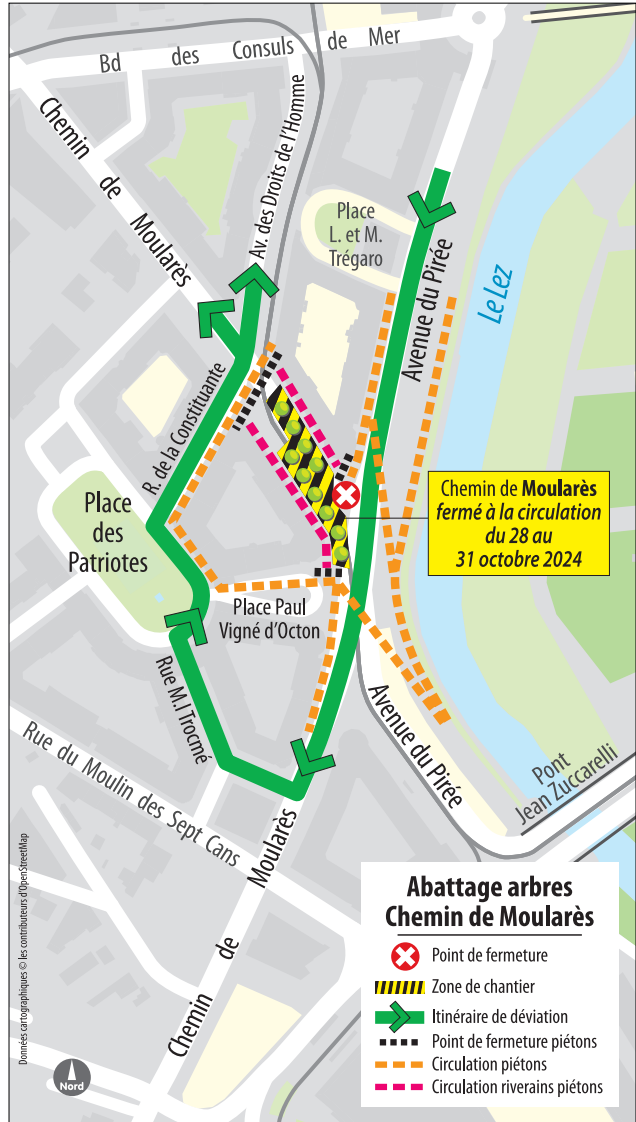 Bd des Consuls de Mer
Chemin de Moularès
Av. des Droits de l'Homme
Place
L. et M.
Trégaro
Avenue du Pirée
Le Lez
R. de la Constituante
Place
des
Patriotes
Chemin de Moularès
fermé à la circulation
du 28 au
31 octobre 2024
Place Paul
Vigné d'Octon
Rue M.I Trocmé
Avenue du Pirée
Rue du Moulin des Sept Cans
Pont
Jean Zuccarelli
Chemin de Moularès
Abattage arbres
Chemin de Moularès
Point de fermeture
Zone de chantier
Itinéraire de déviation
Point de fermeture piétons
Circulation piétons
Circulation riverains piétons
Données cartographiques © les contributeurs d'OpenStreetMap
Nord